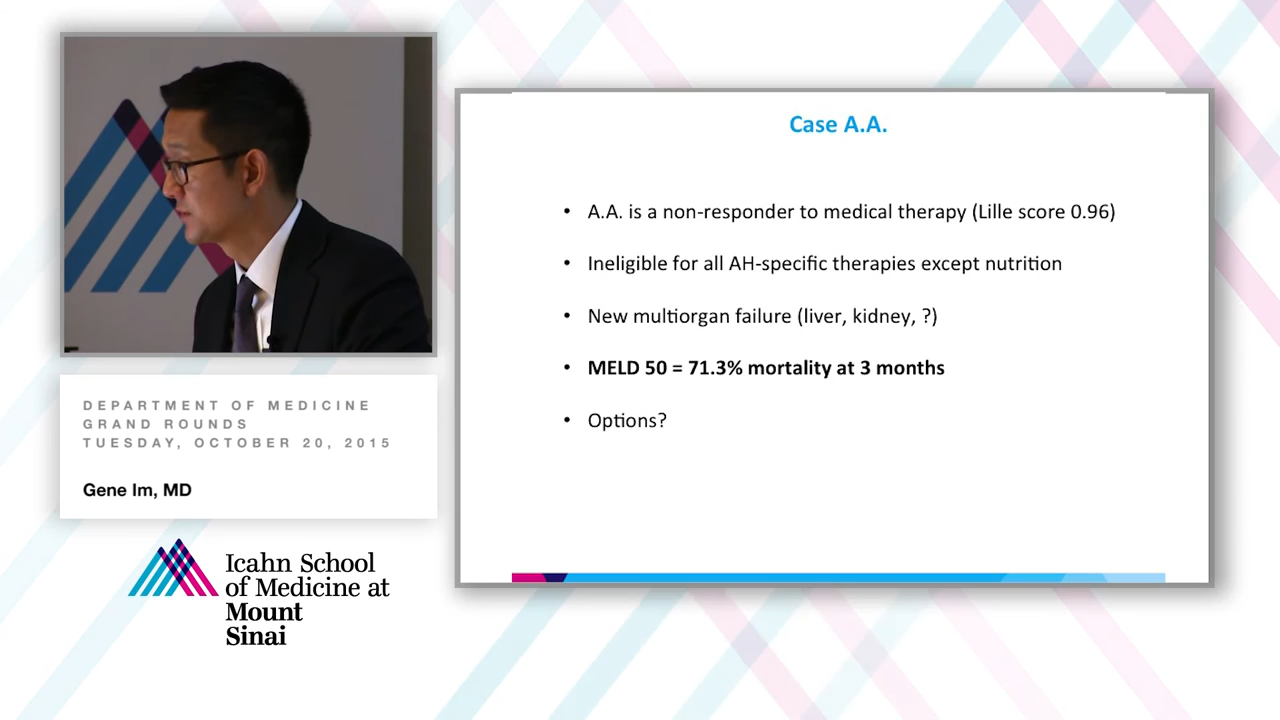 Case A.A.
• A.A. is a non-responder to medical therapy (Lille score 0.96)
• Ineligible for all AH-specific therapies except nutrition
• New multiorgan failure (liver, kidney, ?)
• MELD 50 = 71.3% mortality at 3 months
• Options?
DEPARTMENT OF MEDICINE
GRAND ROUNDS
TUESDAY, OCTOBER 20, 2015
Gene Im, MD
Icahn School
of Medicine at
Mount
Sinai